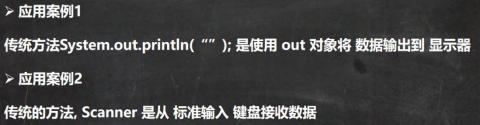 ➢ 应用案例1
传统方法System.out.println(“”); 是使用 out 对象将 数据输出到 显示器
➢ 应用案例2
传统的方法, Scanner 是从 标准输入 键盘接收数据